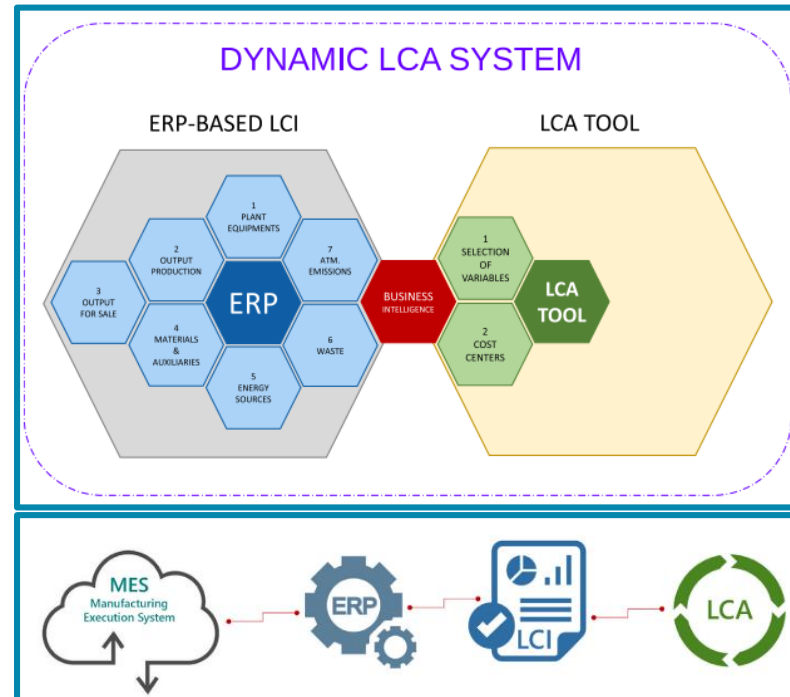 DYNAMIC LCA SYSTEM
ERP-BASED LCI
LCA TOOL
1
PLANT
EQUIPMENTS
2
OUTPUT
PRODUCTION
7
ATM.
EMISSIONS
3
OUTPUT
FOR SALE
ERP
4
MATERIALS
&
AUXILIARIES
6
WASTE
5
ENERGY
SOURCES
BUSINESS
INTELLIGENCE
1
SELECTION
OF
VARIABLES
2
COST
CENTERS
LCA
TOOL
MES
Manufacturing
Execution System
ERP
LCI
LCA